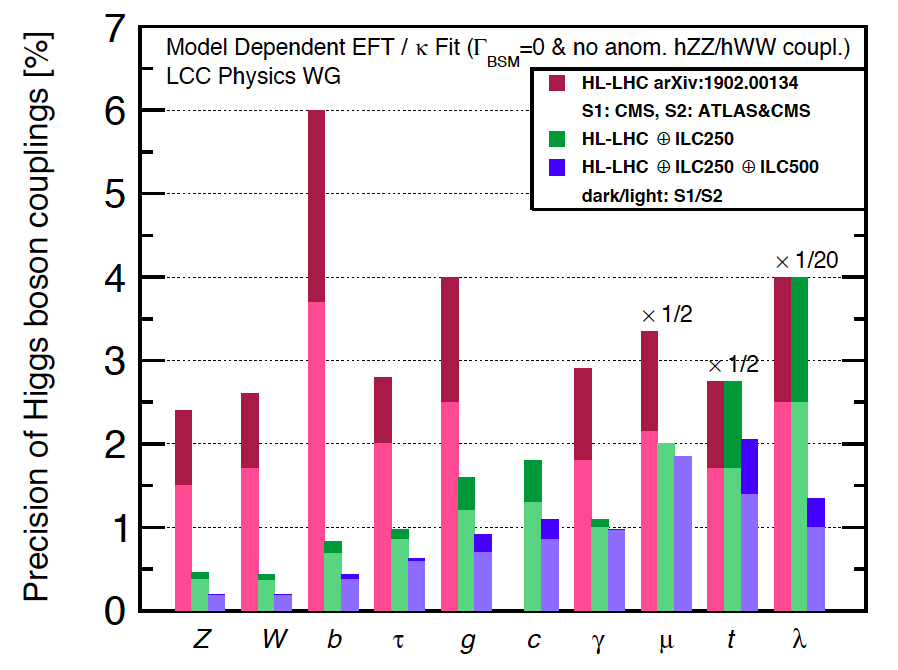 Model Dependent EFT / κ Fit (Γ_BSM=0 & no anom. hZZ/hWW coupl.)
LCC Physics WG
HL-LHC arXiv:1902.00134
S1: CMS, S2: ATLAS&CMS
HL-LHC ⊕ ILC250
HL-LHC ⊕ ILC250 ⊕ ILC500
dark/light: S1/S2
Precision of Higgs boson couplings [%]
7
6
5
4
3
2
1
0
× 1/2
× 1/2
× 1/20
Z W b τ g c γ μ t λ